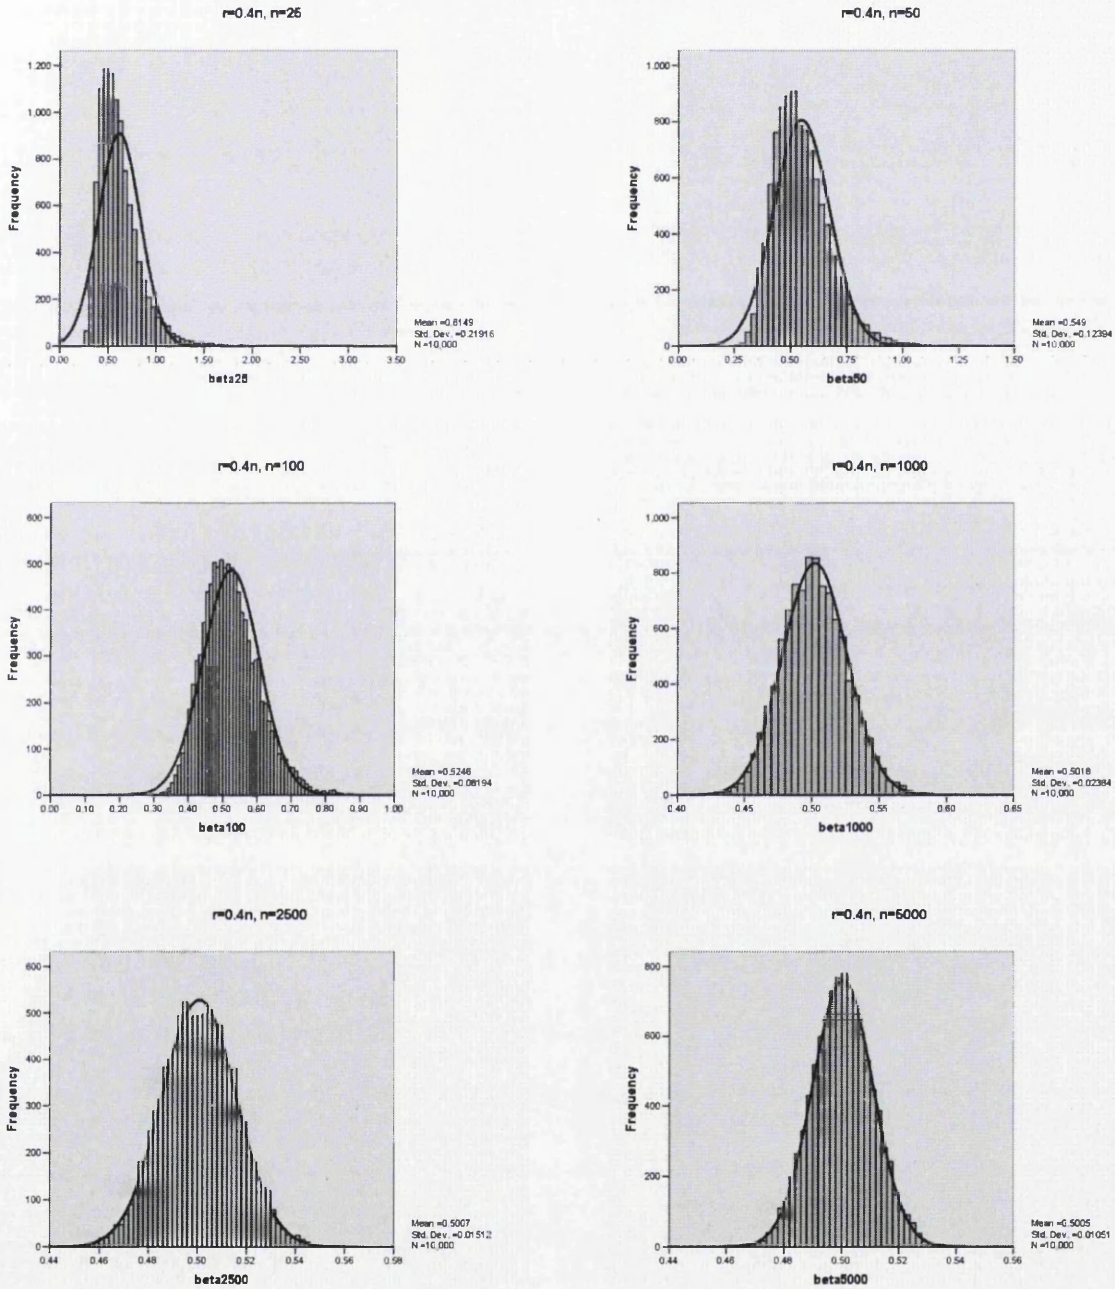 r=0.4n, n=25
1,200
1,000
800
600
400
200
0
Frequency
0.00 0.50 1.00 1.50 2.00 2.50 3.00 3.50
beta25
Mean =0.6149
Std. Dev. =0.21916
N =10,000
r=0.4n, n=50
1,000
800
600
400
200
0
Frequency
0.00 0.25 0.50 0.75 1.00 1.25 1.50
beta50
Mean =0.549
Std. Dev. =0.12394
N =10,000
r=0.4n, n=100
600
500
400
300
200
100
0
Frequency
0.00 0.10 0.20 0.30 0.40 0.50 0.60 0.70 0.80 0.90 1.00
beta100
Mean =0.5246
Std. Dev. =0.08194
N =10,000
r=0.4n, n=1000
1,000
800
600
400
200
0
Frequency
0.40 0.45 0.50 0.55 0.60 0.65
beta1000
Mean =0.5018
Std. Dev. =0.02384
N =10,000
r=0.4n, n=2500
600
500
400
300
200
100
0
Frequency
0.44 0.46 0.48 0.50 0.52 0.54 0.56 0.58
beta2500
Mean =0.5007
Std. Dev. =0.01512
N =10,000
r=0.4n, n=5000
800
600
400
200
0
Frequency
0.44 0.46 0.48 0.50 0.52 0.54 0.56
beta5000
Mean =0.5005
Std. Dev. =0.01051
N =10,000